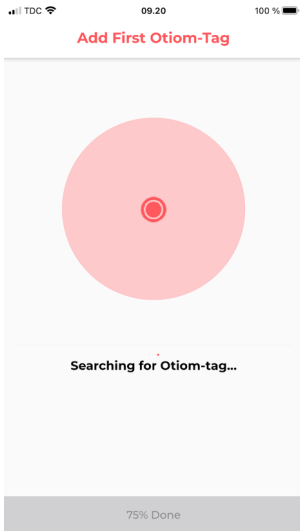 TDC 09.20 100 %
Add First Otiom-Tag
Searching for Otiom-tag...
75% Done